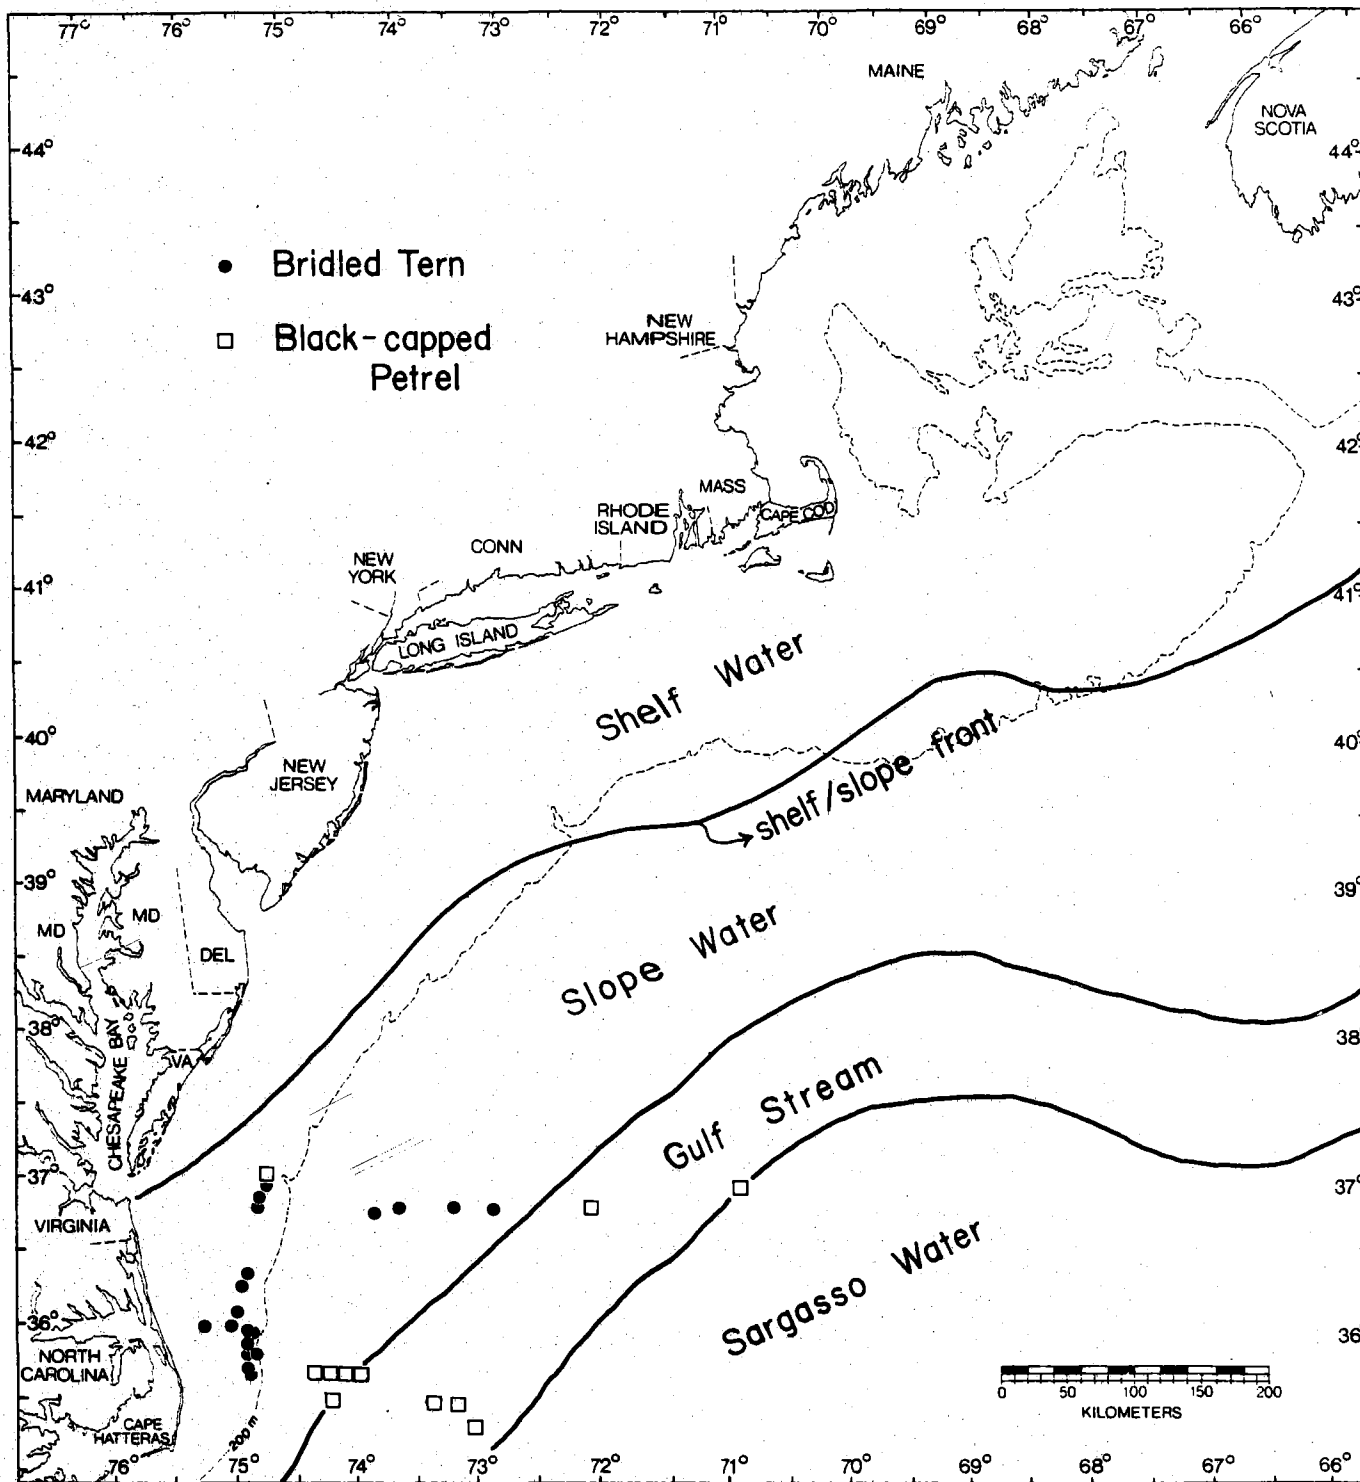 77° 76° 75° 74° 73° 72° 71° 70° 69° 68° 67° 66°
MAINE
NOVA
SCOTIA
44° 44°
Bridled Tern
43° 43°
Black-capped
Petrel
NEW
HAMPSHIRE
42° 42°
MASS
RHODE
ISLAND
CAPE COD
CONN
NEW
YORK
41° 41°
LONG ISLAND
Shelf Water
40° 40°
shelf/slope front
NEW
JERSEY
MARYLAND
39° 39°
MD
MD
DEL
Slope Water
38° 38
VA
CHESAPEAKE BAY
Gulf Stream
37° 37°
VIRGINIA
Sargasso Water
36° 36
NORTH
CAROLINA
0 50 100 150 200
KILOMETERS
CAPE
HATTERAS
200m
76° 75° 74° 73° 72° 71° 70° 69° 68° 67° 66°